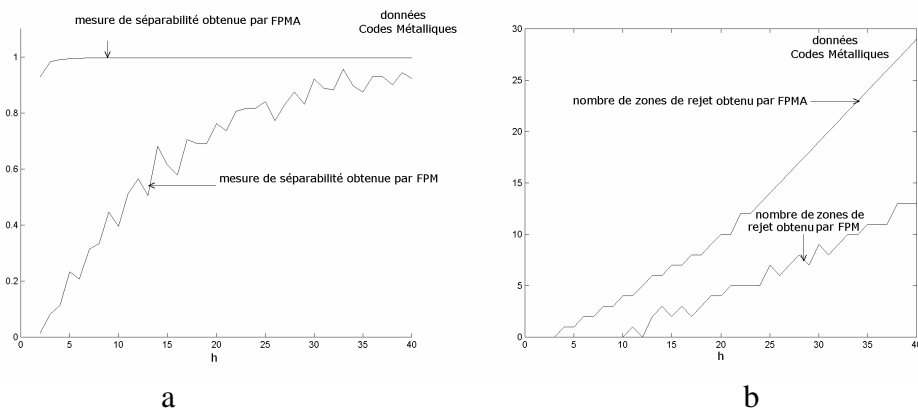 mesure de séparabilité obtenue par FPMA
données
Codes Métalliques
mesure de séparabilité obtenue par FPM
1
0.8
0.6
0.4
0.2
0
0 5 10 15 20 25 30 35 40
h
a
données
Codes Métalliques
nombre de zones de rejet obtenu par FPMA
nombre de zones de
rejet obtenu par FPM
30
25
20
15
10
5
0
0 5 10 15 20 25 30 35 40
h
b